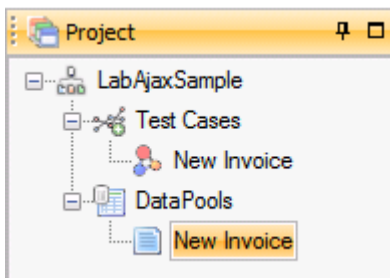 Project
LabAjaxSample
Test Cases
New Invoice
DataPools
New Invoice